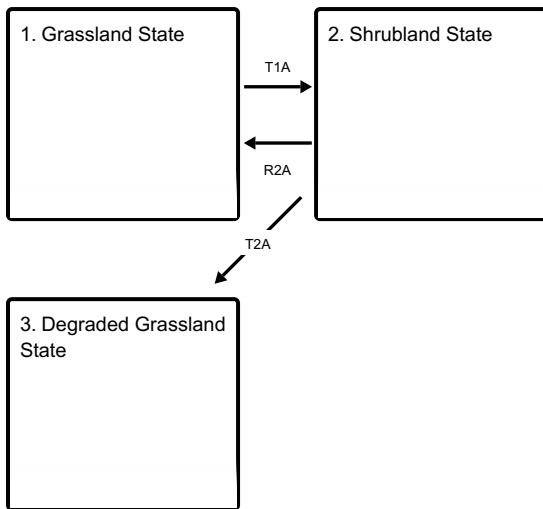 1. Grassland State
2. Shrubland State
T1A
R2A
T2A
3. Degraded Grassland
State